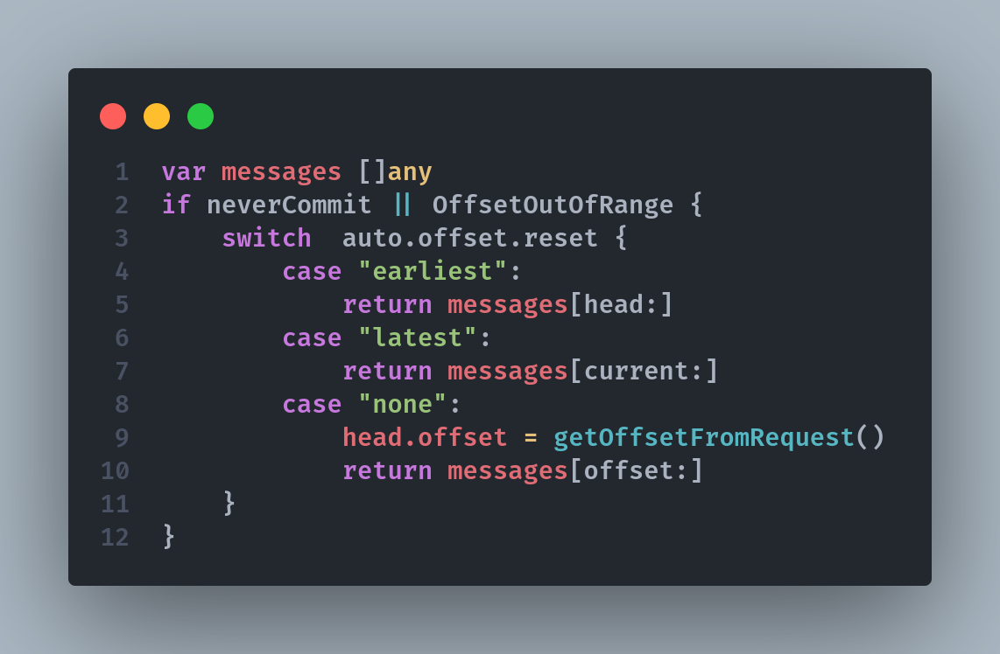 1 var messages []any
2 if neverCommit || OffsetOutOfRange {
3     switch  auto.offset.reset {
4         case "earliest":
5             return messages[head:]
6         case "latest":
7             return messages[current:]
8         case "none":
9             head.offset = getOffsetFromRequest()
10             return messages[offset:]
11     }
12 }